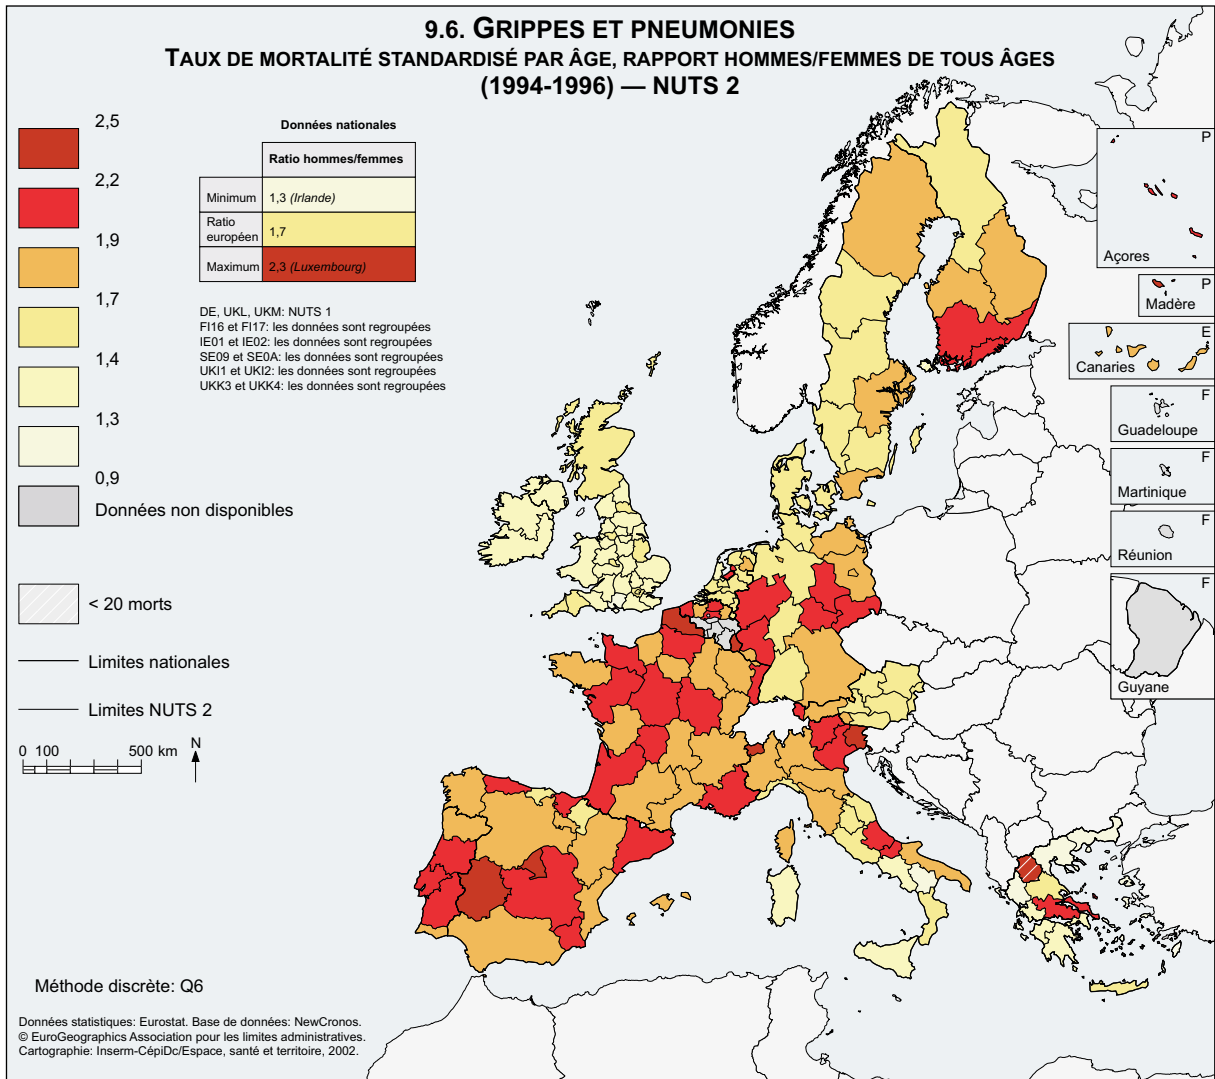 9.6. GRIPPES ET PNEUMONIES
TAUX DE MORTALITÉ STANDARDISÉ PAR ÂGE, RAPPORT HOMMES/FEMMES DE TOUS ÂGES
(1994-1996) — NUTS 2
2,5
2,2
1,9
1,7
1,4
1,3
0,9
Données non disponibles
< 20 morts
Limites nationales
Limites NUTS 2
0 100 500 km
N
Données nationales
Ratio hommes/femmes
Minimum 1,3 (Irlande)
Ratio
européen 1,7
Maximum 2,3 (Luxembourg)
DE, UKL, UKM: NUTS 1
FI16 et FI17: les données sont regroupées
IE01 et IE02: les données sont regroupées
SE09 et SE0A: les données sont regroupées
UKI1 et UKI2: les données sont regroupées
UKK3 et UKK4: les données sont regroupées
P
Açores
P
Madère
E
Canaries
F
Guadeloupe
F
Martinique
F
Réunion
F
Guyane
Méthode discrète: Q6
Données statistiques: Eurostat. Base de données: NewCronos.
© EuroGeographics Association pour les limites administratives.
Cartographie: Inserm-CépiDc/Espace, santé et territoire, 2002.